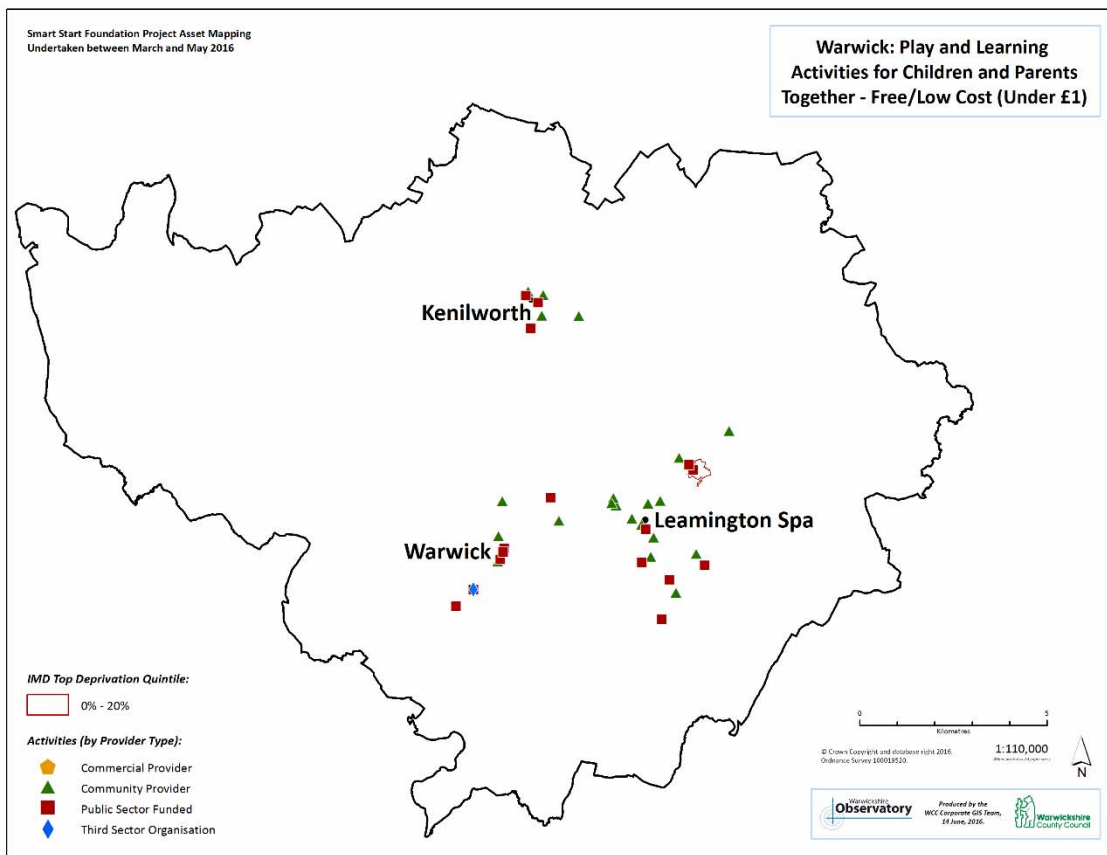 Smart Start Foundation Project Asset Mapping
Undertaken between March and May 2016
Warwick: Play and Learning
Activities for Children and Parents
Together - Free/Low Cost (Under £1)
Kenilworth
Leamington Spa
Warwick
IMD Top Deprivation Quintile:
0% - 20%
Activities (by Provider Type):
Commercial Provider
Community Provider
Public Sector Funded
Third Sector Organisation
0
5
Kilometres
© Crown Copyright and database right 2016.
Ordnance Survey 100019520.
1:110,000
N
Warwickshire
Observatory
Produced by the
WCC Corporate GIS Team,
14 June, 2016.
Warwickshire
County Council